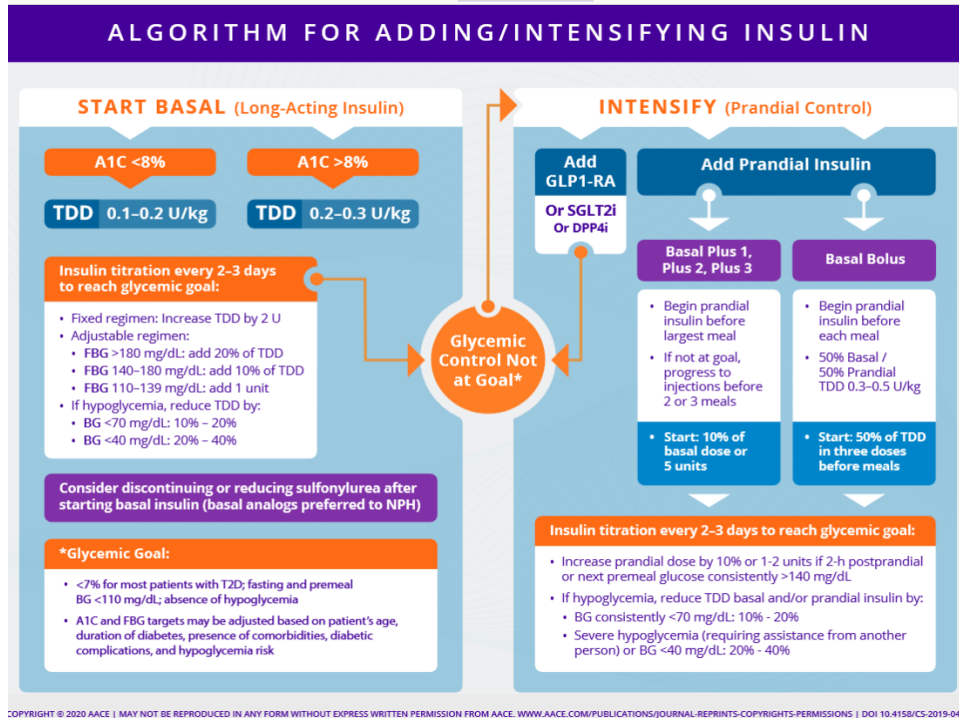 ALGORITHM FOR ADDING/INTENSIFYING INSULIN
START BASAL (Long-Acting Insulin)
A1C <8%
A1C >8%
TDD 0.1–0.2 U/kg
TDD 0.2–0.3 U/kg
Insulin titration every 2–3 days
to reach glycemic goal:
• Fixed regimen: Increase TDD by 2 U
• Adjustable regimen:
• FBG >180 mg/dL: add 20% of TDD
• FBG 140–180 mg/dL: add 10% of TDD
• FBG 110–139 mg/dL: add 1 unit
• If hypoglycemia, reduce TDD by:
• BG <70 mg/dL: 10% – 20%
• BG <40 mg/dL: 20% – 40%
Consider discontinuing or reducing sulfonylurea after
starting basal insulin (basal analogs preferred to NPH)
*Glycemic Goal:
• <7% for most patients with T2D; fasting and premeal
BG <110 mg/dL; absence of hypoglycemia
• A1C and FBG targets may be adjusted based on patient's age,
duration of diabetes, presence of comorbidities, diabetic
complications, and hypoglycemia risk
Glycemic
Control Not
at Goal*
INTENSIFY (Prandial Control)
Add
GLP1-RA
Or SGLT2i
Or DPP4i
Add Prandial Insulin
Basal Plus 1,
Plus 2, Plus 3
• Begin prandial
insulin before
largest meal
• If not at goal,
progress to
injections before
2 or 3 meals
• Start: 10% of
basal dose or
5 units
Basal Bolus
• Begin prandial
insulin before
each meal
• 50% Basal /
50% Prandial
TDD 0.3–0.5 U/kg
• Start: 50% of TDD
in three doses
before meals
Insulin titration every 2–3 days to reach glycemic goal:
• Increase prandial dose by 10% or 1-2 units if 2-h postprandial
or next premeal glucose consistently >140 mg/dL
• If hypoglycemia, reduce TDD basal and/or prandial insulin by:
• BG consistently <70 mg/dL: 10% - 20%
• Severe hypoglycemia (requiring assistance from another
person) or BG <40 mg/dL: 20% - 40%
COPYRIGHT © 2020 AACE | MAY NOT BE REPRODUCED IN ANY FORM WITHOUT EXPRESS WRITTEN PERMISSION FROM AACE. WWW.AACE.COM/PUBLICATIONS/JOURNAL-REPRINTS-COPYRIGHTS-PERMISSIONS | DOI 10.4158/CS-2019-04